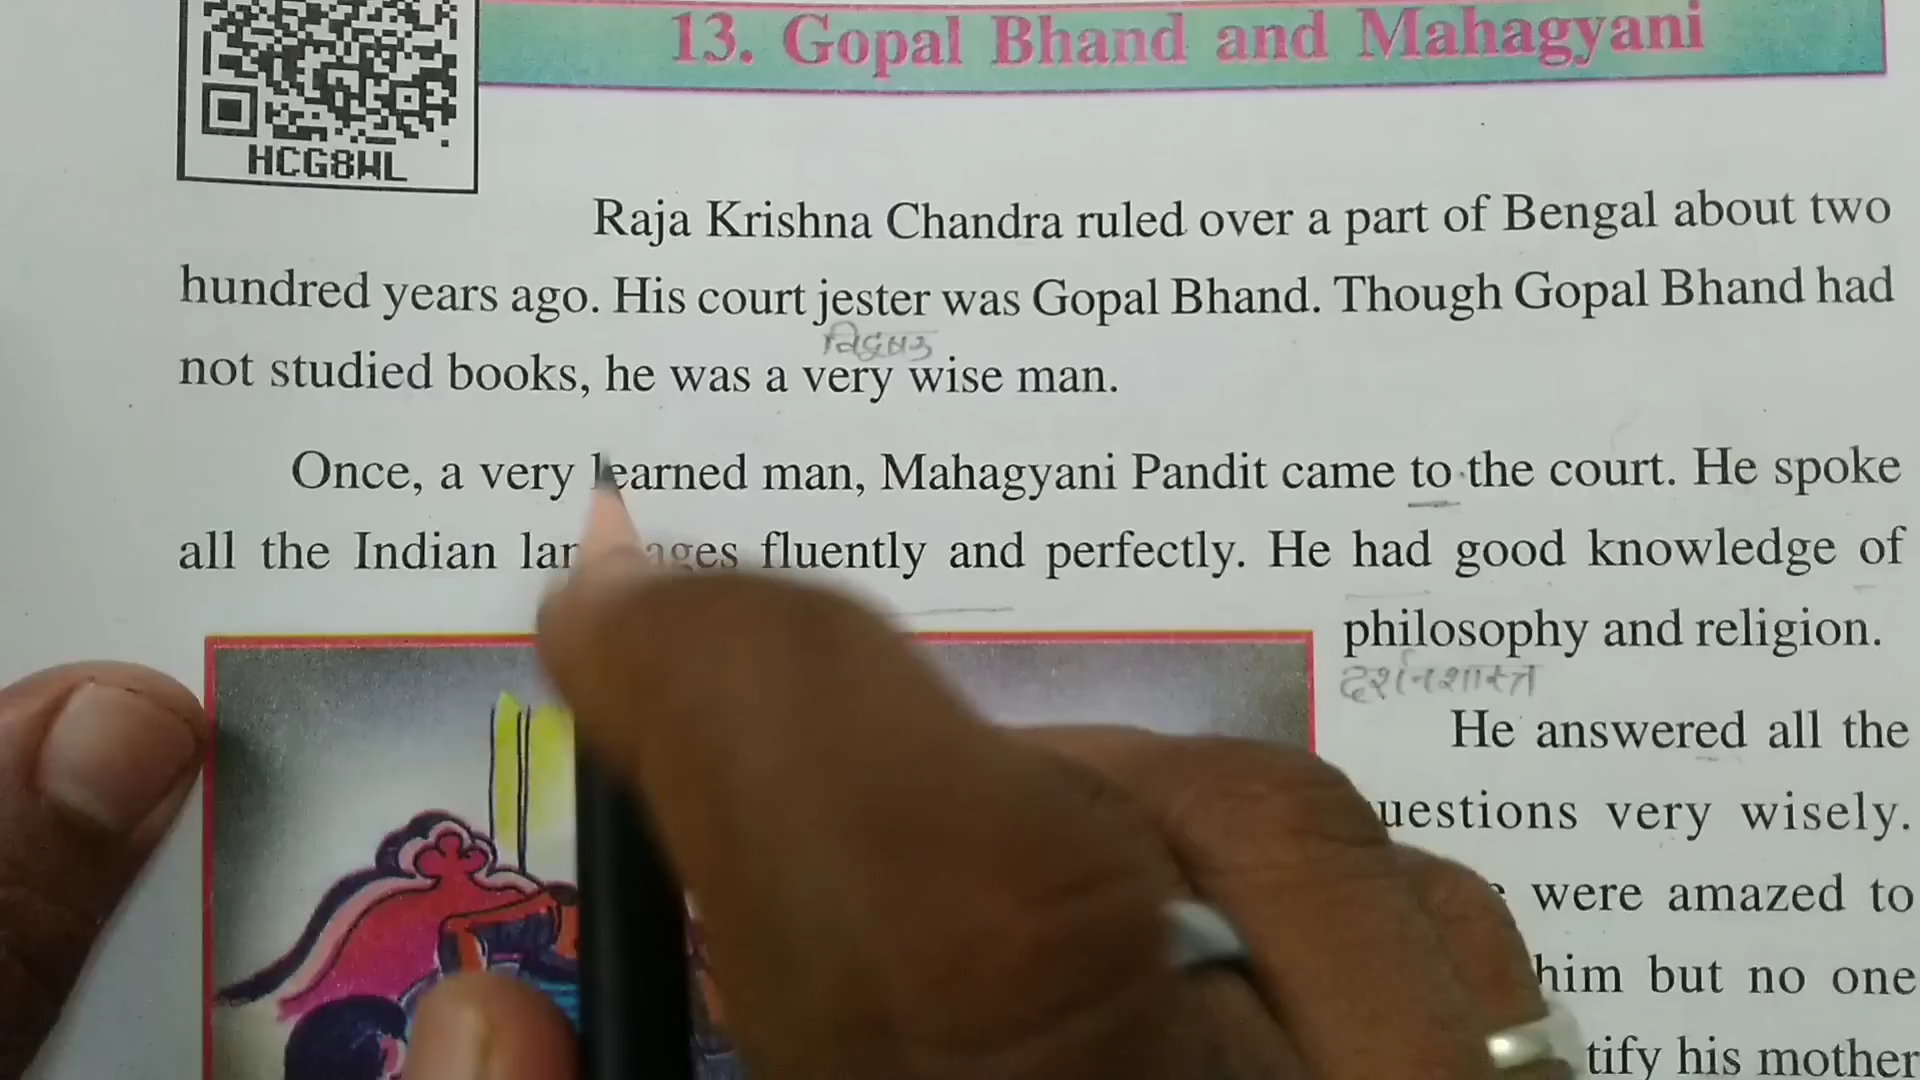 13. Gopal Bhand and Mahagyani
HCG8WL
Raja Krishna Chandra ruled over a part of Bengal about two
hundred years ago. His court jester was Gopal Bhand. Though Gopal Bhand had
विदूषक
not studied books, he was a very wise man.
Once, a very learned man, Mahagyani Pandit came to the court. He spoke
all the Indian fluently and perfectly. He had good knowledge of
philosophy and religion.
दर्शनशास्त्र
He answered all the
very wisely.
were amazed to
him but no one
his mother